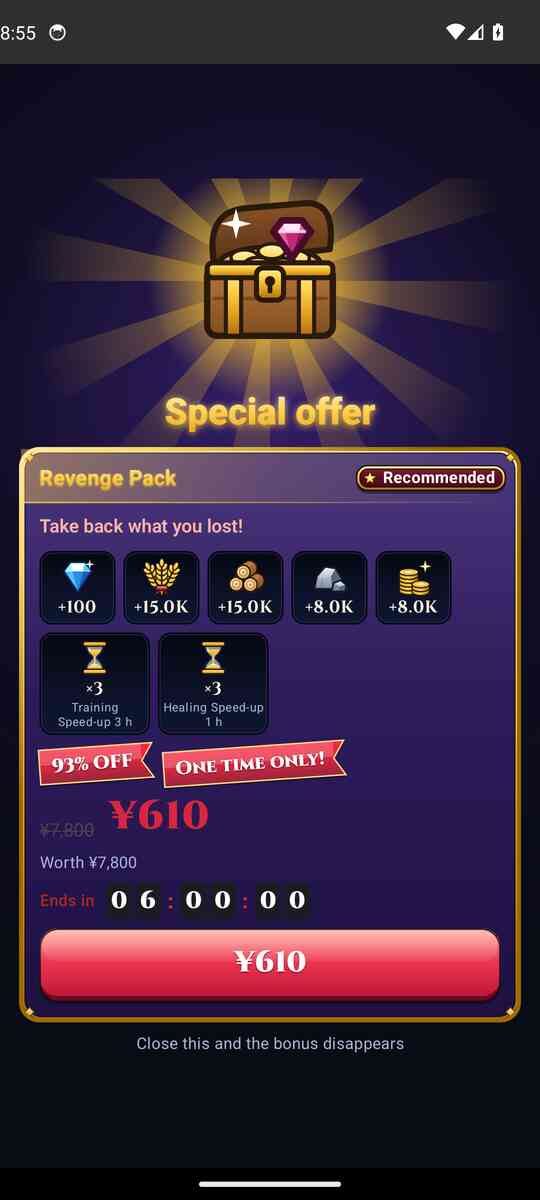 8:55
Special offer
Revenge Pack
★ Recommended
Take back what you lost!
+100 +15.0K +15.0K +8.0K +8.0K
×3 ×3
Training Speed-up 3 h
Healing Speed-up 1 h
93% OFF ONE TIME ONLY!
¥7,800 ¥610
Worth ¥7,800
Ends in 06:00:00
¥610
Close this and the bonus disappears